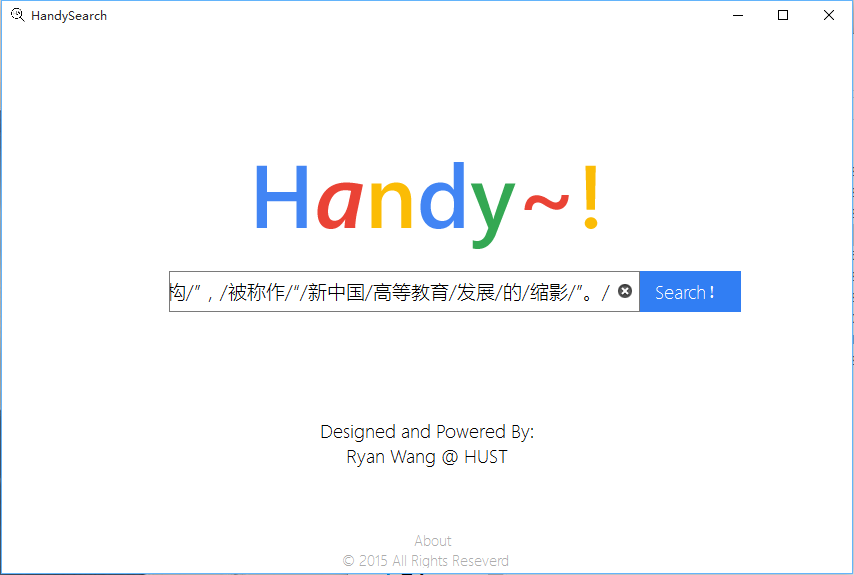 HandySearch
Handy~!
构/”，/被称作/“/新中国/高等教育/发展/的/缩影/”。/
Search！
Designed and Powered By:
Ryan Wang @ HUST
About
© 2015 All Rights Reseverd